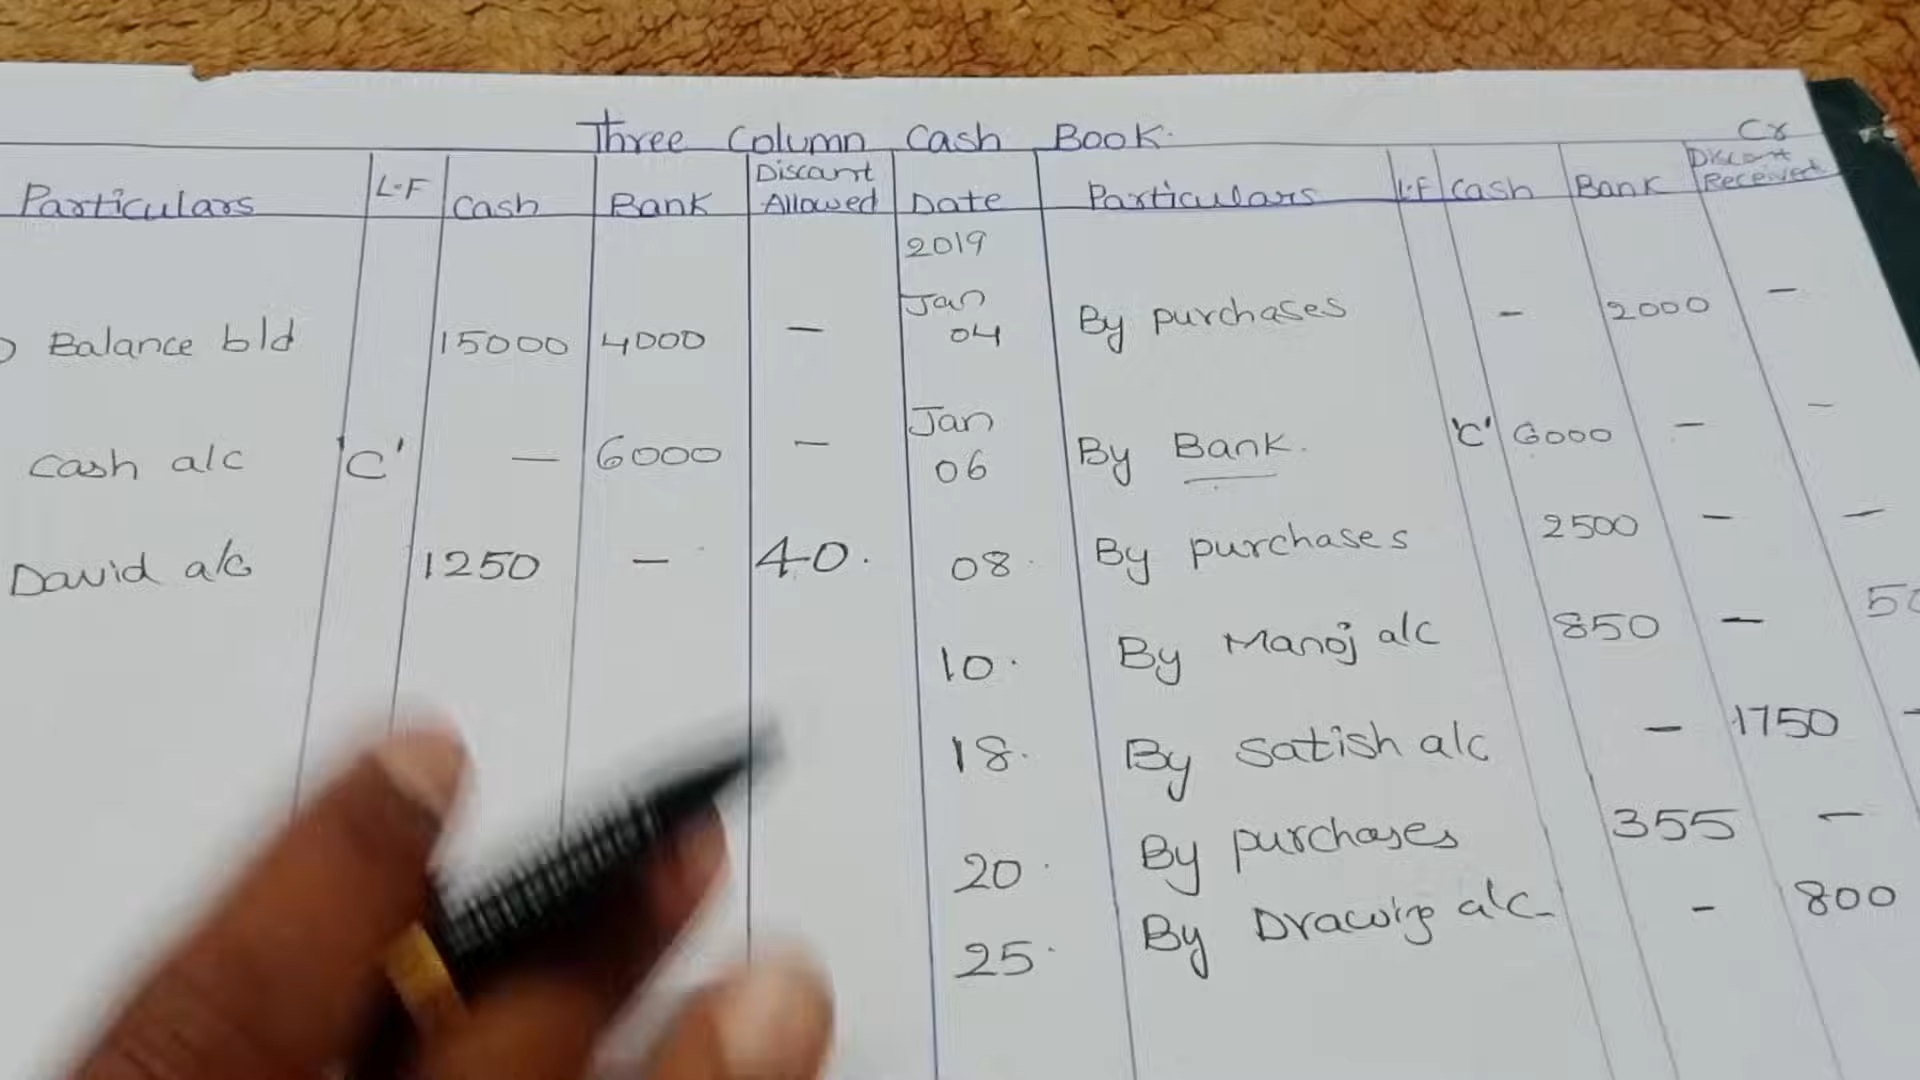 Three Column Cash Book.
Cr
Particulars L.F Cash Bank Discount Allowed Date Particulars L.F Cash Bank Discount Received
2019
Balance b/d 15000 4000 — Jan 04 By purchases - 2000 —
Cash a/c 'C' — 6000 — Jan 06 By Bank. 'C' 6000 — —
David a/c 1250 — 40. 08. By purchases 2500 — —
10. By Manoj a/c 850 —
18. By Satish a/c — 1750 -
20. By purchases 355 —
25. By Drawing a/c - 800